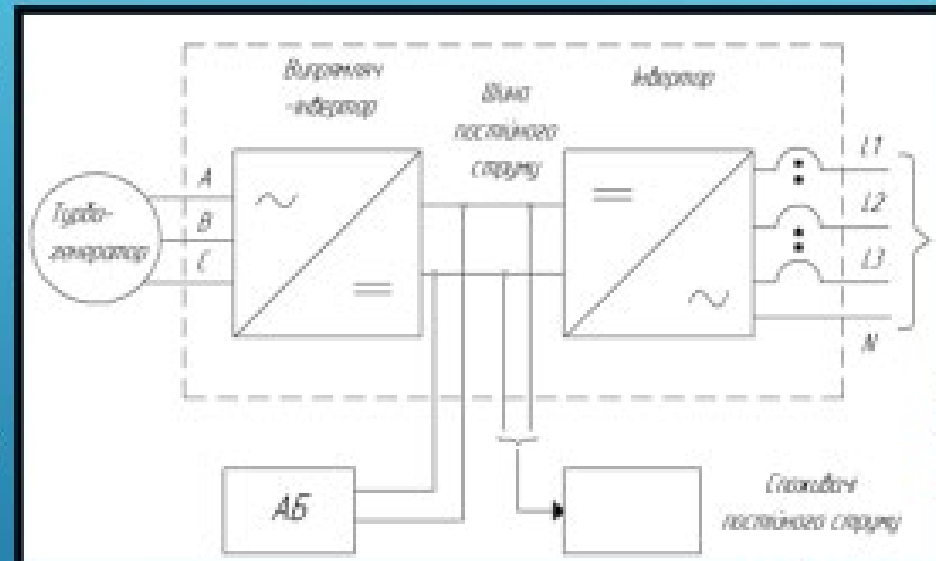 Випрямляч
-інвертор
Шина
постійного
струму
Інвертор
Турбо-
генератор
A
B
C
L1
L2
L3
N
АБ
Споживачі
постійного струму